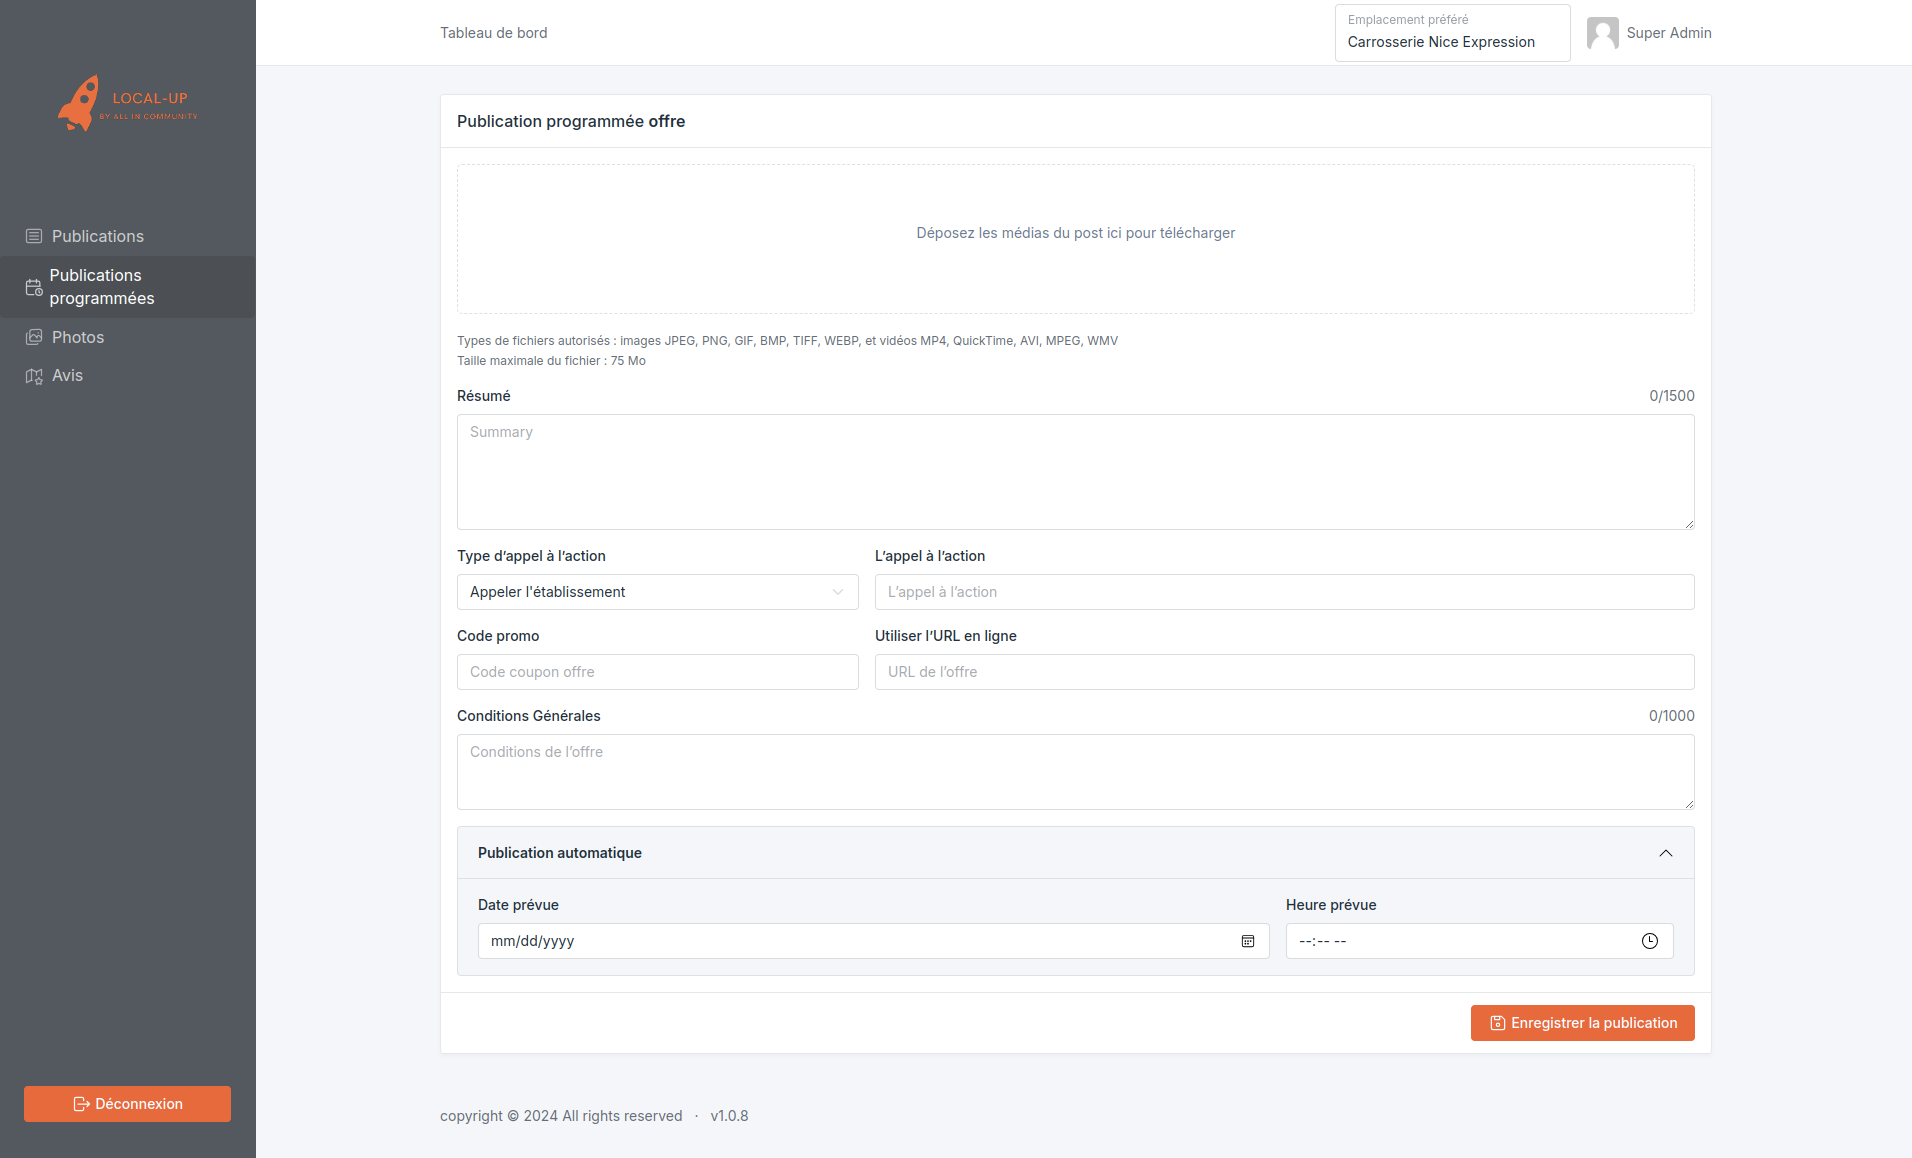 LOCAL-UP
BY ALL IN COMMUNITY
Publications
Publications
programmées
Photos
Avis
Déconnexion
Tableau de bord
Emplacement préféré
Carrosserie Nice Expression
Super Admin
Publication programmée offre
Déposez les médias du post ici pour télécharger
Types de fichiers autorisés : images JPEG, PNG, GIF, BMP, TIFF, WEBP, et vidéos MP4, QuickTime, AVI, MPEG, WMV
Taille maximale du fichier : 75 Mo
Résumé 0/1500
Summary
Type d’appel à l’action L’appel à l’action
Appeler l'établissement L’appel à l’action
Code promo Utiliser l’URL en ligne
Code coupon offre URL de l’offre
Conditions Générales 0/1000
Conditions de l’offre
Publication automatique
Date prévue Heure prévue
mm/dd/yyyy --:-- --
Enregistrer la publication
copyright © 2024 All rights reserved · v1.0.8